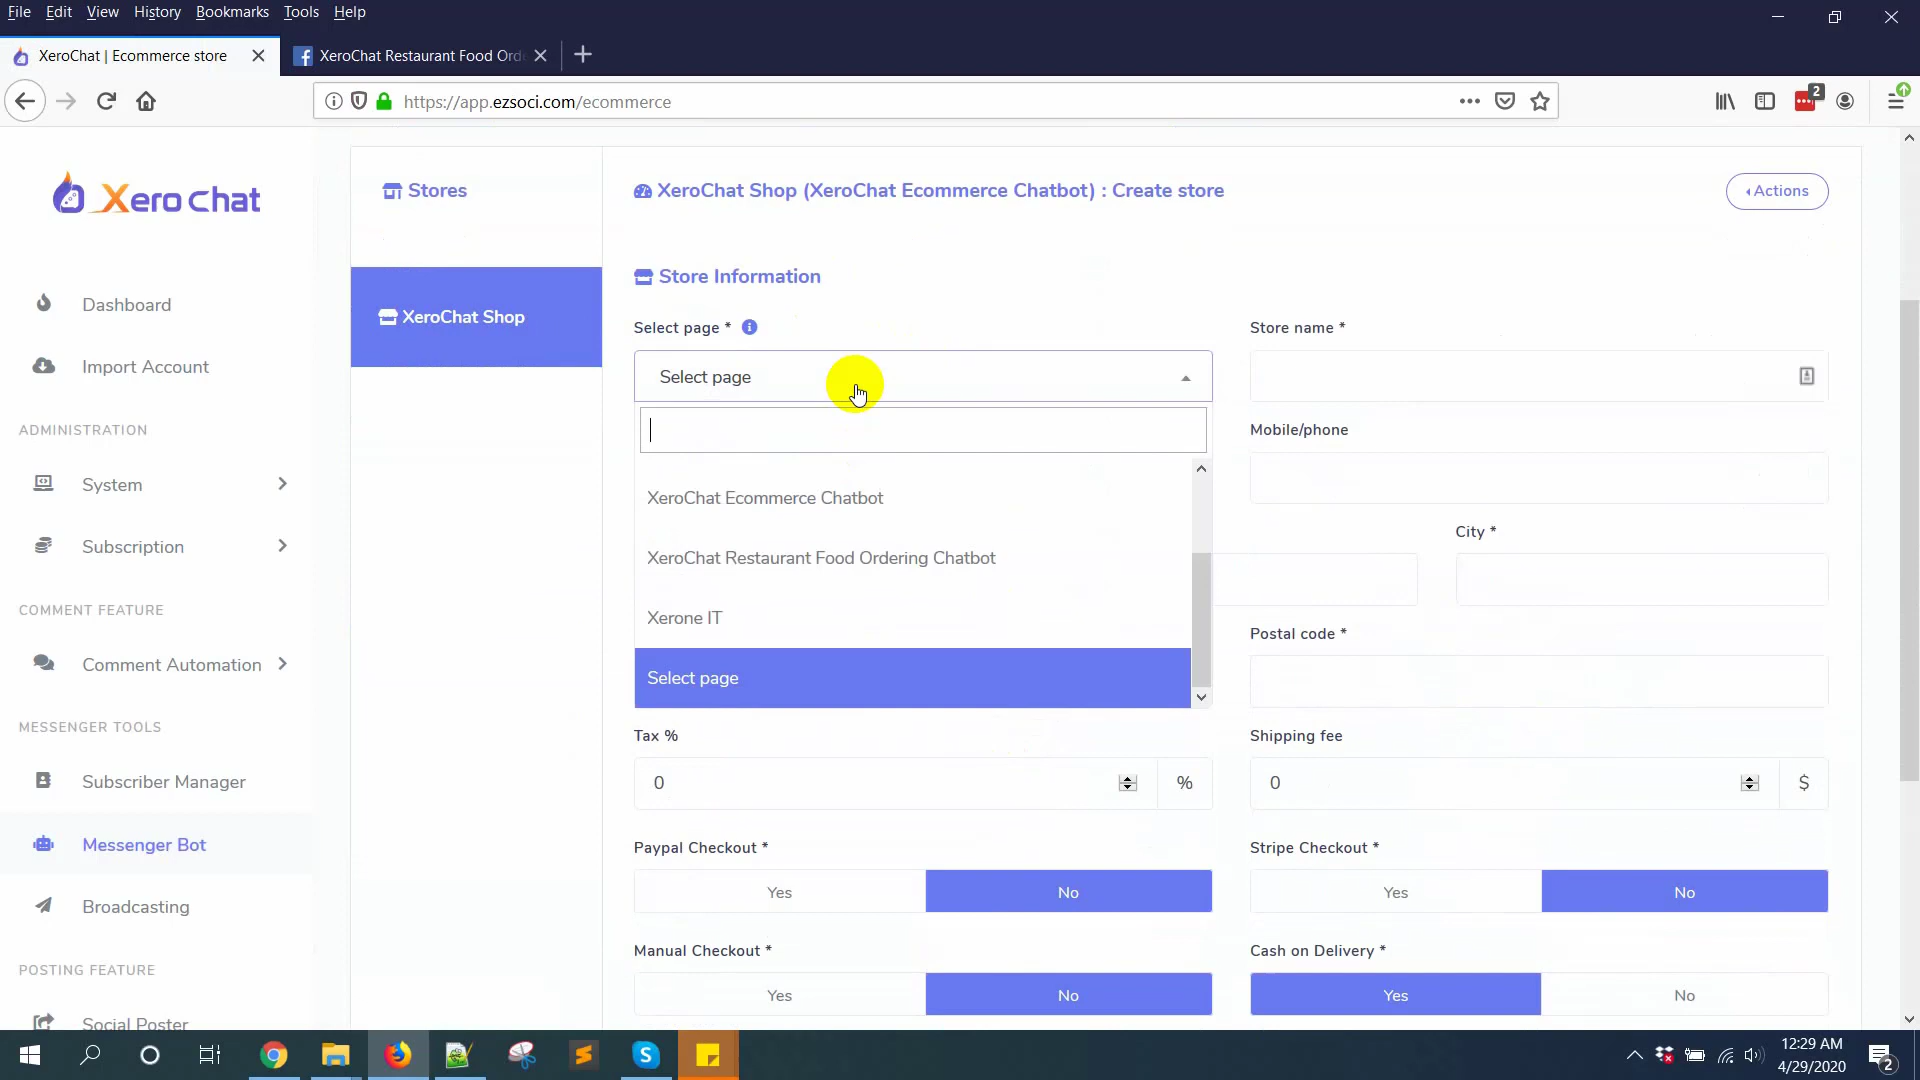 File Edit View History Bookmarks Tools Help
XeroChat | Ecommerce store
XeroChat Restaurant Food Ord
https://app.ezsoci.com/ecommerce
2
Xero Chat
Dashboard
Import Account
ADMINISTRATION
System
Subscription
COMMENT FEATURE
Comment Automation
MESSENGER TOOLS
Subscriber Manager
Messenger Bot
Broadcasting
POSTING FEATURE
Social Poster
Stores
XeroChat Shop
XeroChat Shop (XeroChat Ecommerce Chatbot) : Create store
Actions
Store Information
Select page *
Store name *
Select page
Mobile/phone
XeroChat Ecommerce Chatbot
XeroChat Restaurant Food Ordering Chatbot
Xerone IT
Select page
City *
Postal code *
Tax %
Shipping fee
0 %
0 $
Paypal Checkout *
Stripe Checkout *
Yes No
Yes No
Manual Checkout *
Cash on Delivery *
Yes No
Yes No
12:29 AM
4/29/2020
2